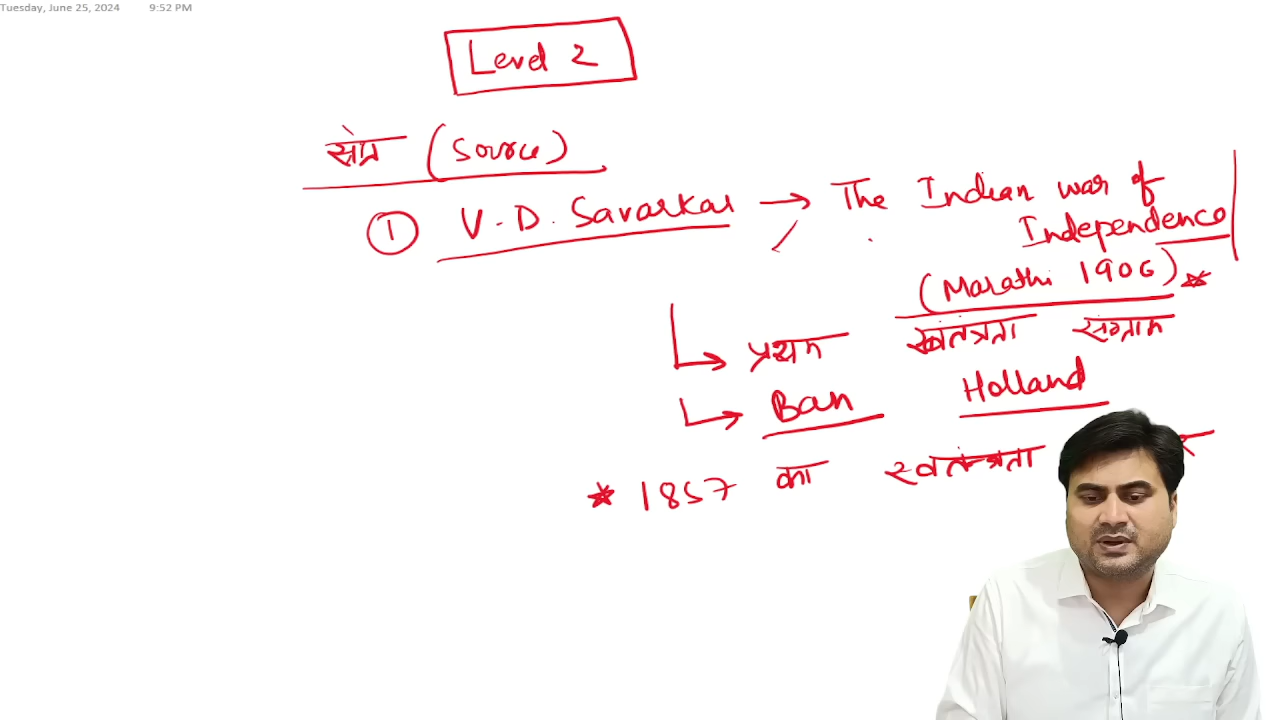 Tuesday, June 25, 2024 9:52 PM
Level 2
स्रोत (Source)
① V.D. Savarkar → The Indian war of
Independence
(Marathi 1906) *
प्रथम स्वतंत्रता संग्राम
Ban Holland
* 1857 का स्वतन्त्रता